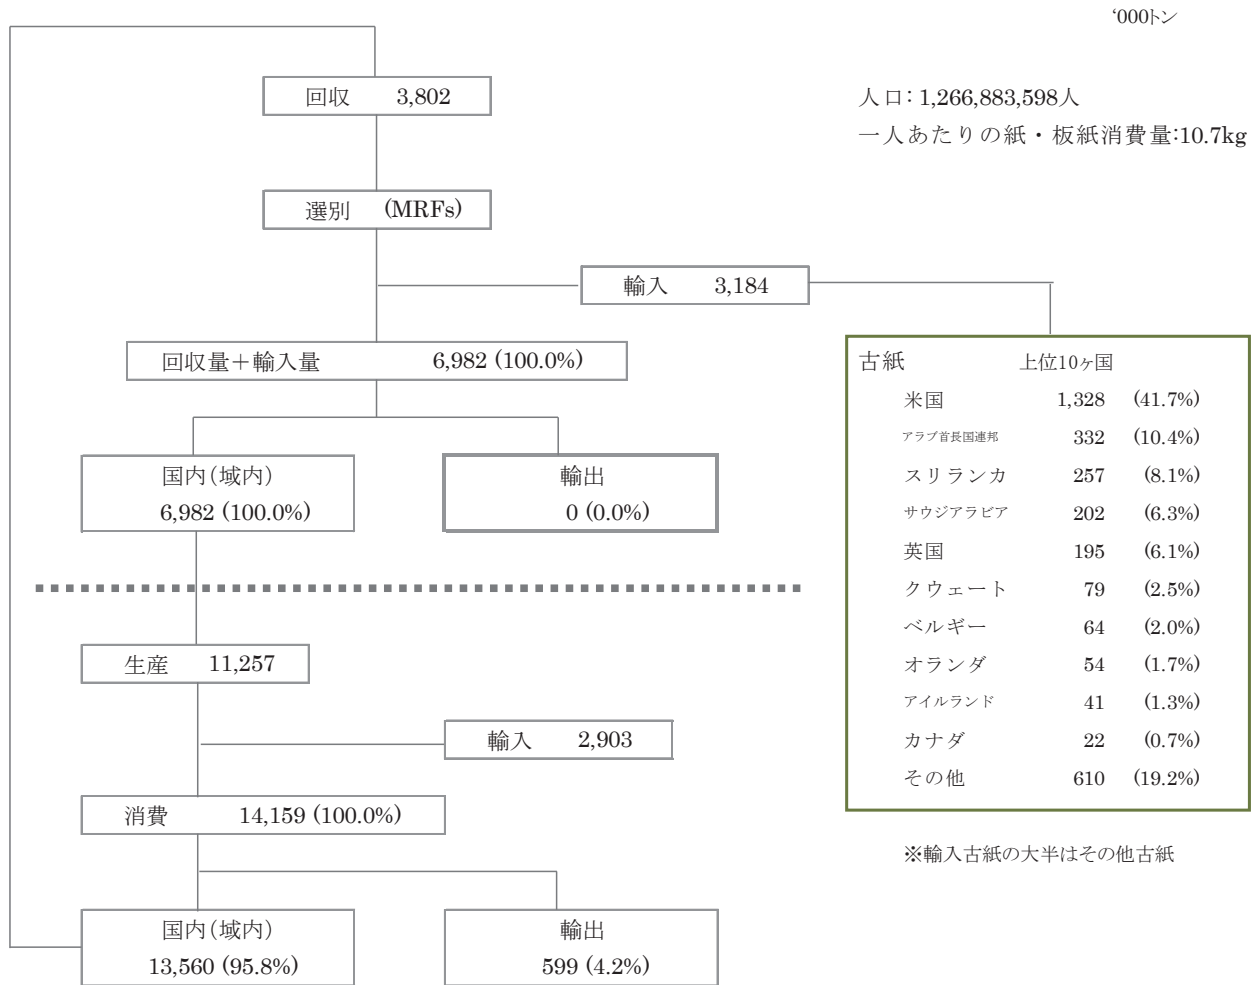 ‘000トン
人口：1,266,883,598人
一人あたりの紙・板紙消費量:10.7kg
回収 3,802
選別 (MRFs)
輸入 3,184
回収量＋輸入量 6,982 (100.0%)
国内(域内)
6,982 (100.0%)
輸出
0 (0.0%)
古紙 上位10ヶ国
米国 1,328 (41.7%)
アラブ首長国連邦 332 (10.4%)
スリランカ 257 (8.1%)
サウジアラビア 202 (6.3%)
英国 195 (6.1%)
クウェート 79 (2.5%)
ベルギー 64 (2.0%)
オランダ 54 (1.7%)
アイルランド 41 (1.3%)
カナダ 22 (0.7%)
その他 610 (19.2%)
※輸入古紙の大半はその他古紙
生産 11,257
輸入 2,903
消費 14,159 (100.0%)
国内(域内)
13,560 (95.8%)
輸出
599 (4.2%)